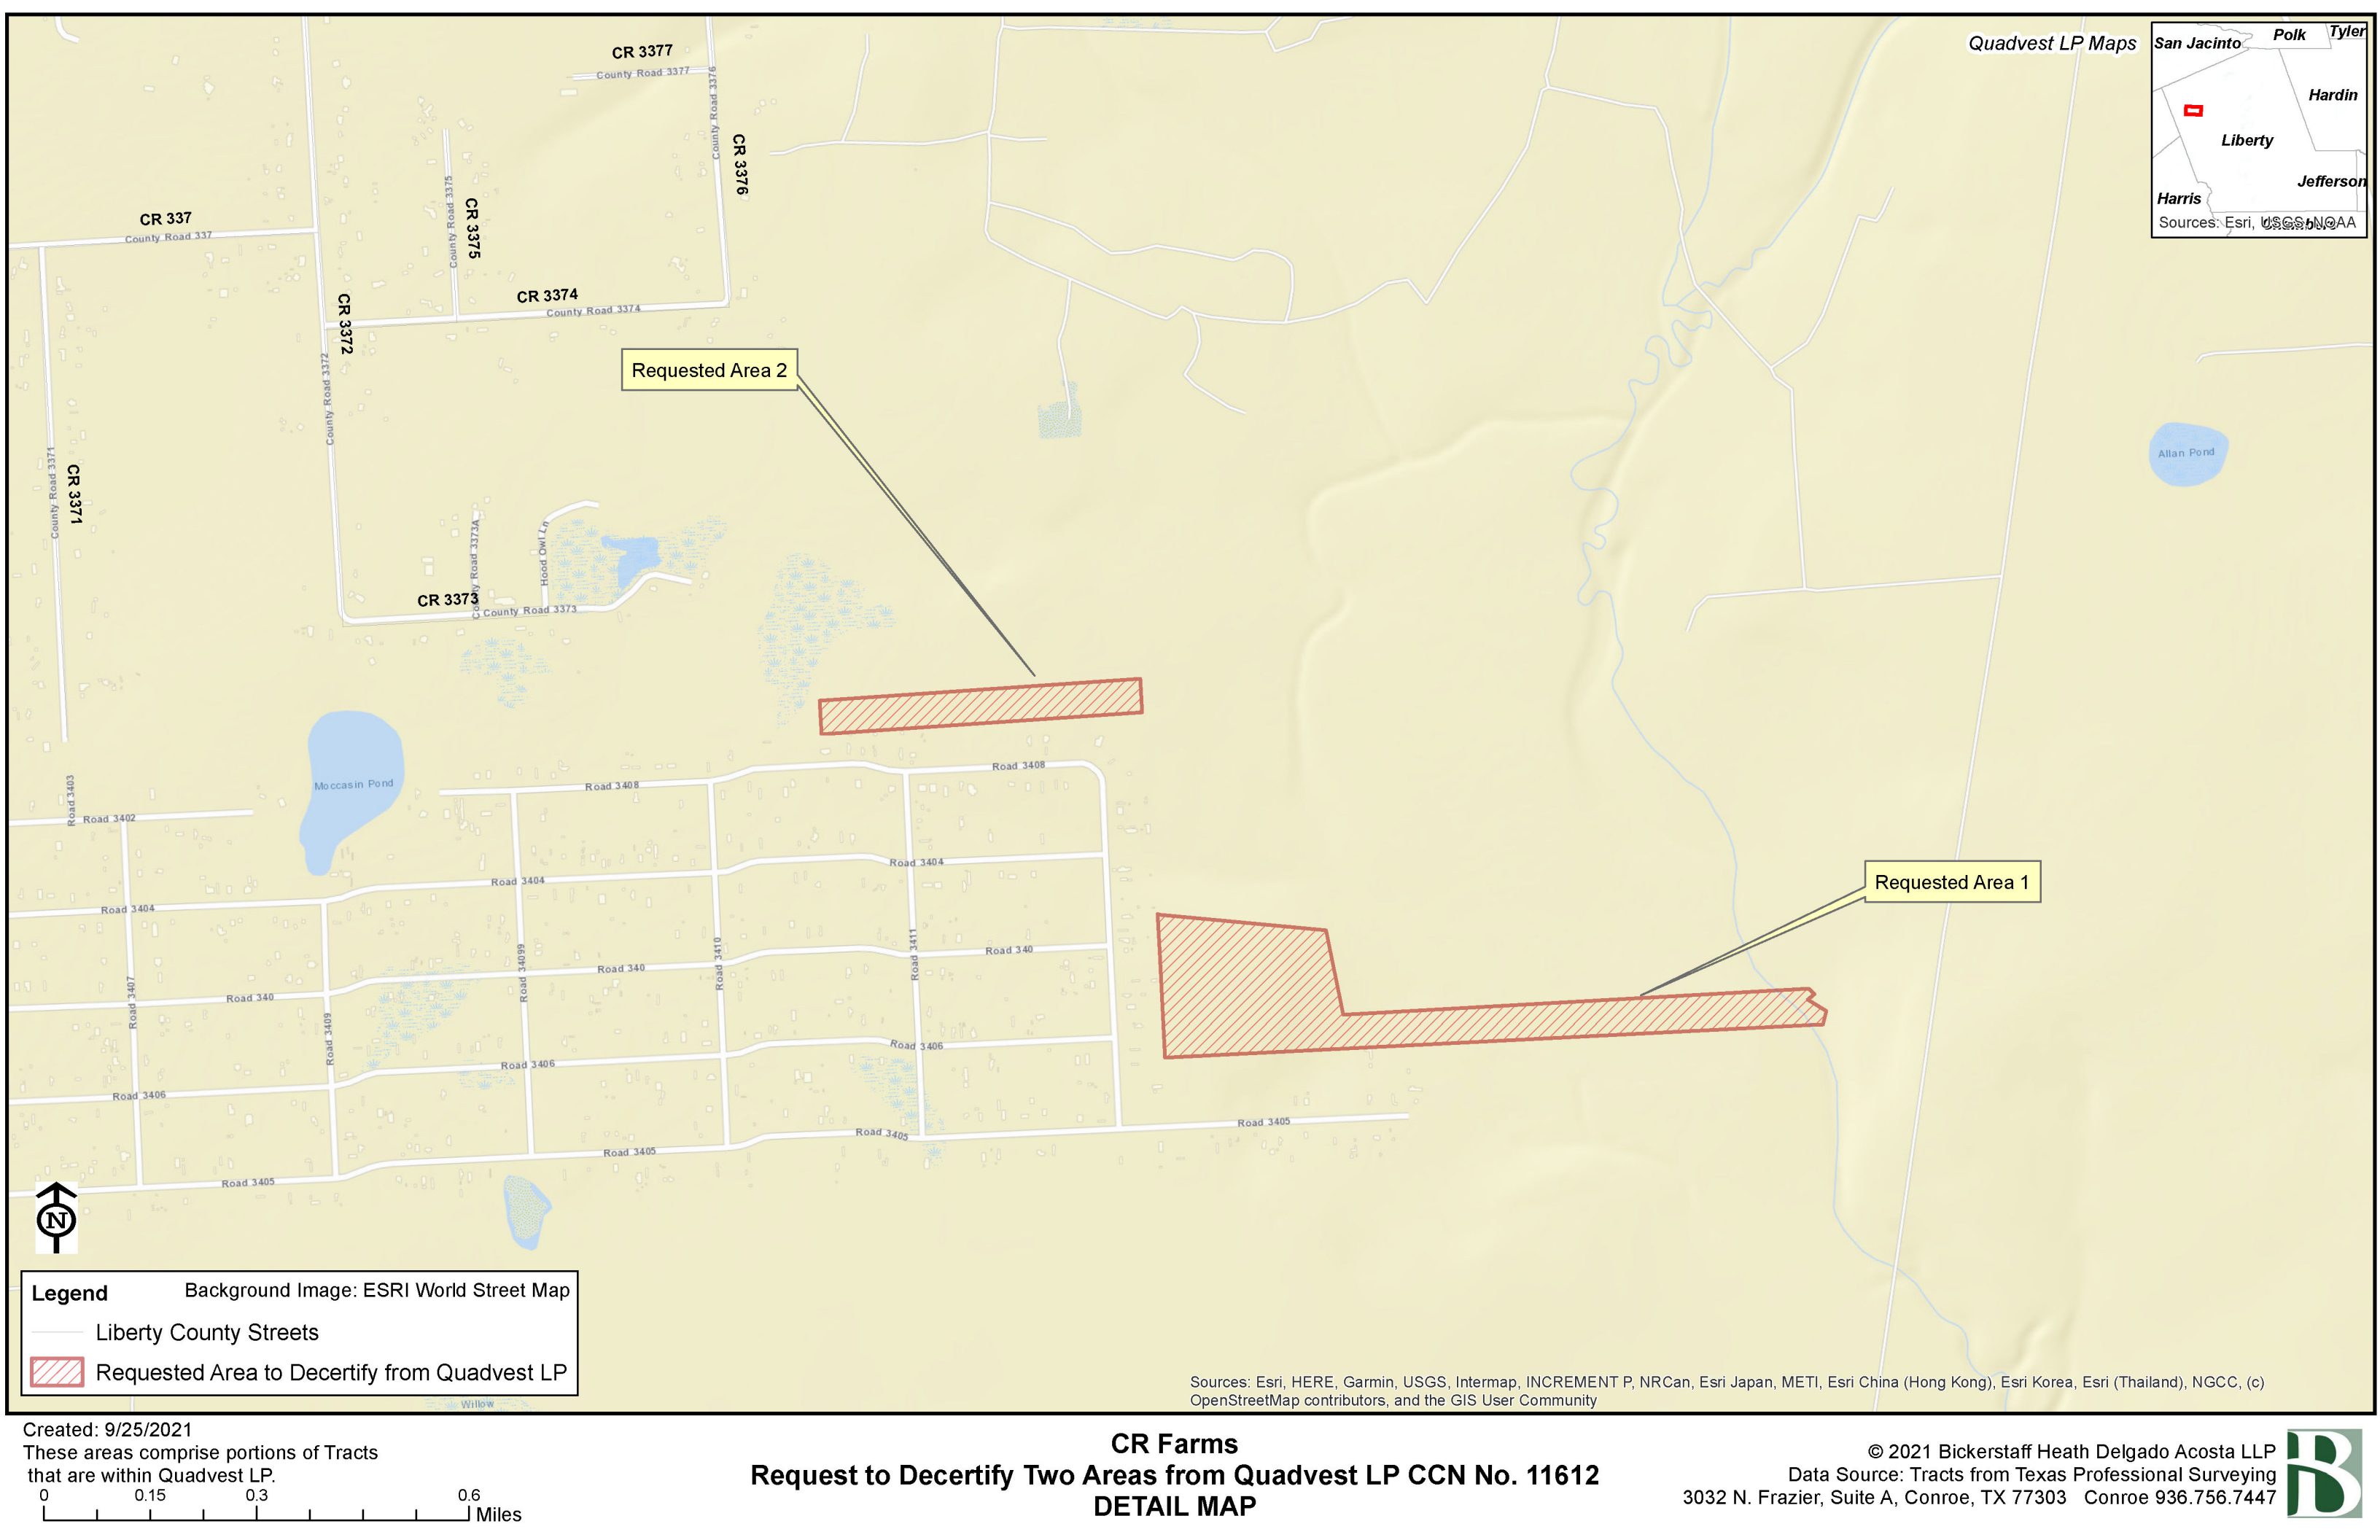 Quadvest LP Maps
San Jacinto
Polk
Tyler
Hardin
Liberty
Jefferson
Harris
Sources: Esri, USGS, NOAA
CR 3377
County Road 3377
County Road 3376
CR 3376
County Road 3375
CR 3375
CR 337
County Road 337
CR 3374
County Road 3374
CR 3372
County Road 3372
Requested Area 2
Allan Pond
County Road 3371
CR 3371
County Road 3373A
Hood Owl Ln
CR 3373
County Road 3373
Moccasin Pond
Road 3403
Road 3402
Road 3408
Road 3408
Road 3404
Road 3404
Road 3404
Requested Area 1
Road 340
Road 340
Road 340
Road 3407
Road 3409
Road 34099
Road 3410
Road 3411
Road 3406
Road 3406
Road 3406
Road 3405
Road 3405
Road 3405
Road 3405
N
Legend
Background Image: ESRI World Street Map
Liberty County Streets
Requested Area to Decertify from Quadvest LP
Willow
Sources: Esri, HERE, Garmin, USGS, Intermap, INCREMENT P, NRCan, Esri Japan, METI, Esri China (Hong Kong), Esri Korea, Esri (Thailand), NGCC, (c)
OpenStreetMap contributors, and the GIS User Community
Created: 9/25/2021
These areas comprise portions of Tracts
that are within Quadvest LP.
0 0.15 0.3 0.6
Miles
CR Farms
Request to Decertify Two Areas from Quadvest LP CCN No. 11612
DETAIL MAP
© 2021 Bickerstaff Heath Delgado Acosta LLP
Data Source: Tracts from Texas Professional Surveying
3032 N. Frazier, Suite A, Conroe, TX 77303 Conroe 936.756.7447
B